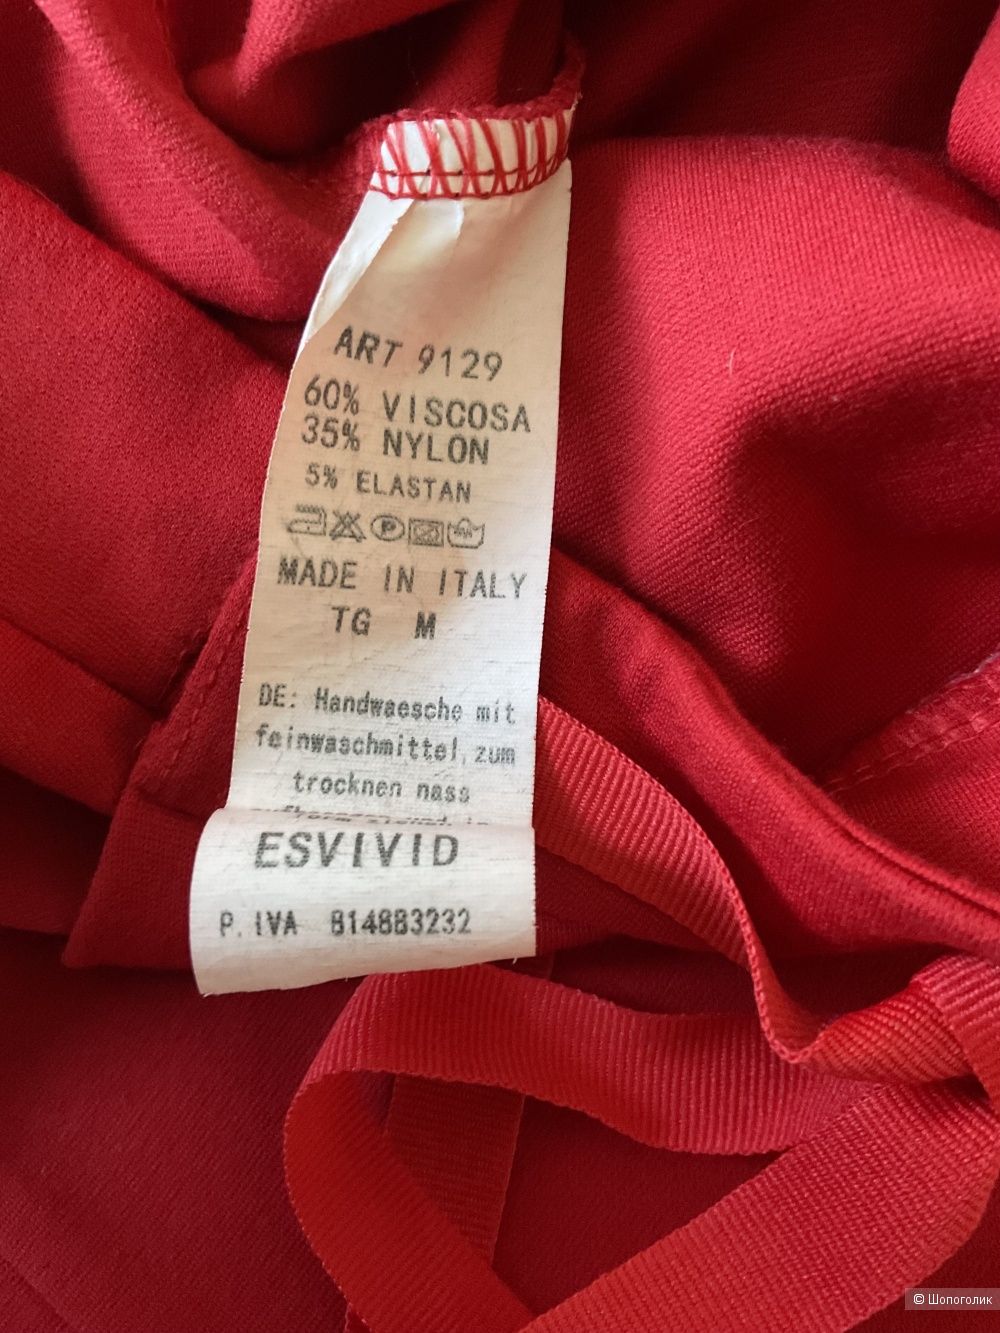 ART 9129
60% VISCOSA
35% NYLON
5% ELASTAN
MADE IN ITALY
TG M
DE: Handwaesche mit
feinwaschmittel, zum
trocknen nass
ESVIVID
P. IVA 814883232
© Шопоголик